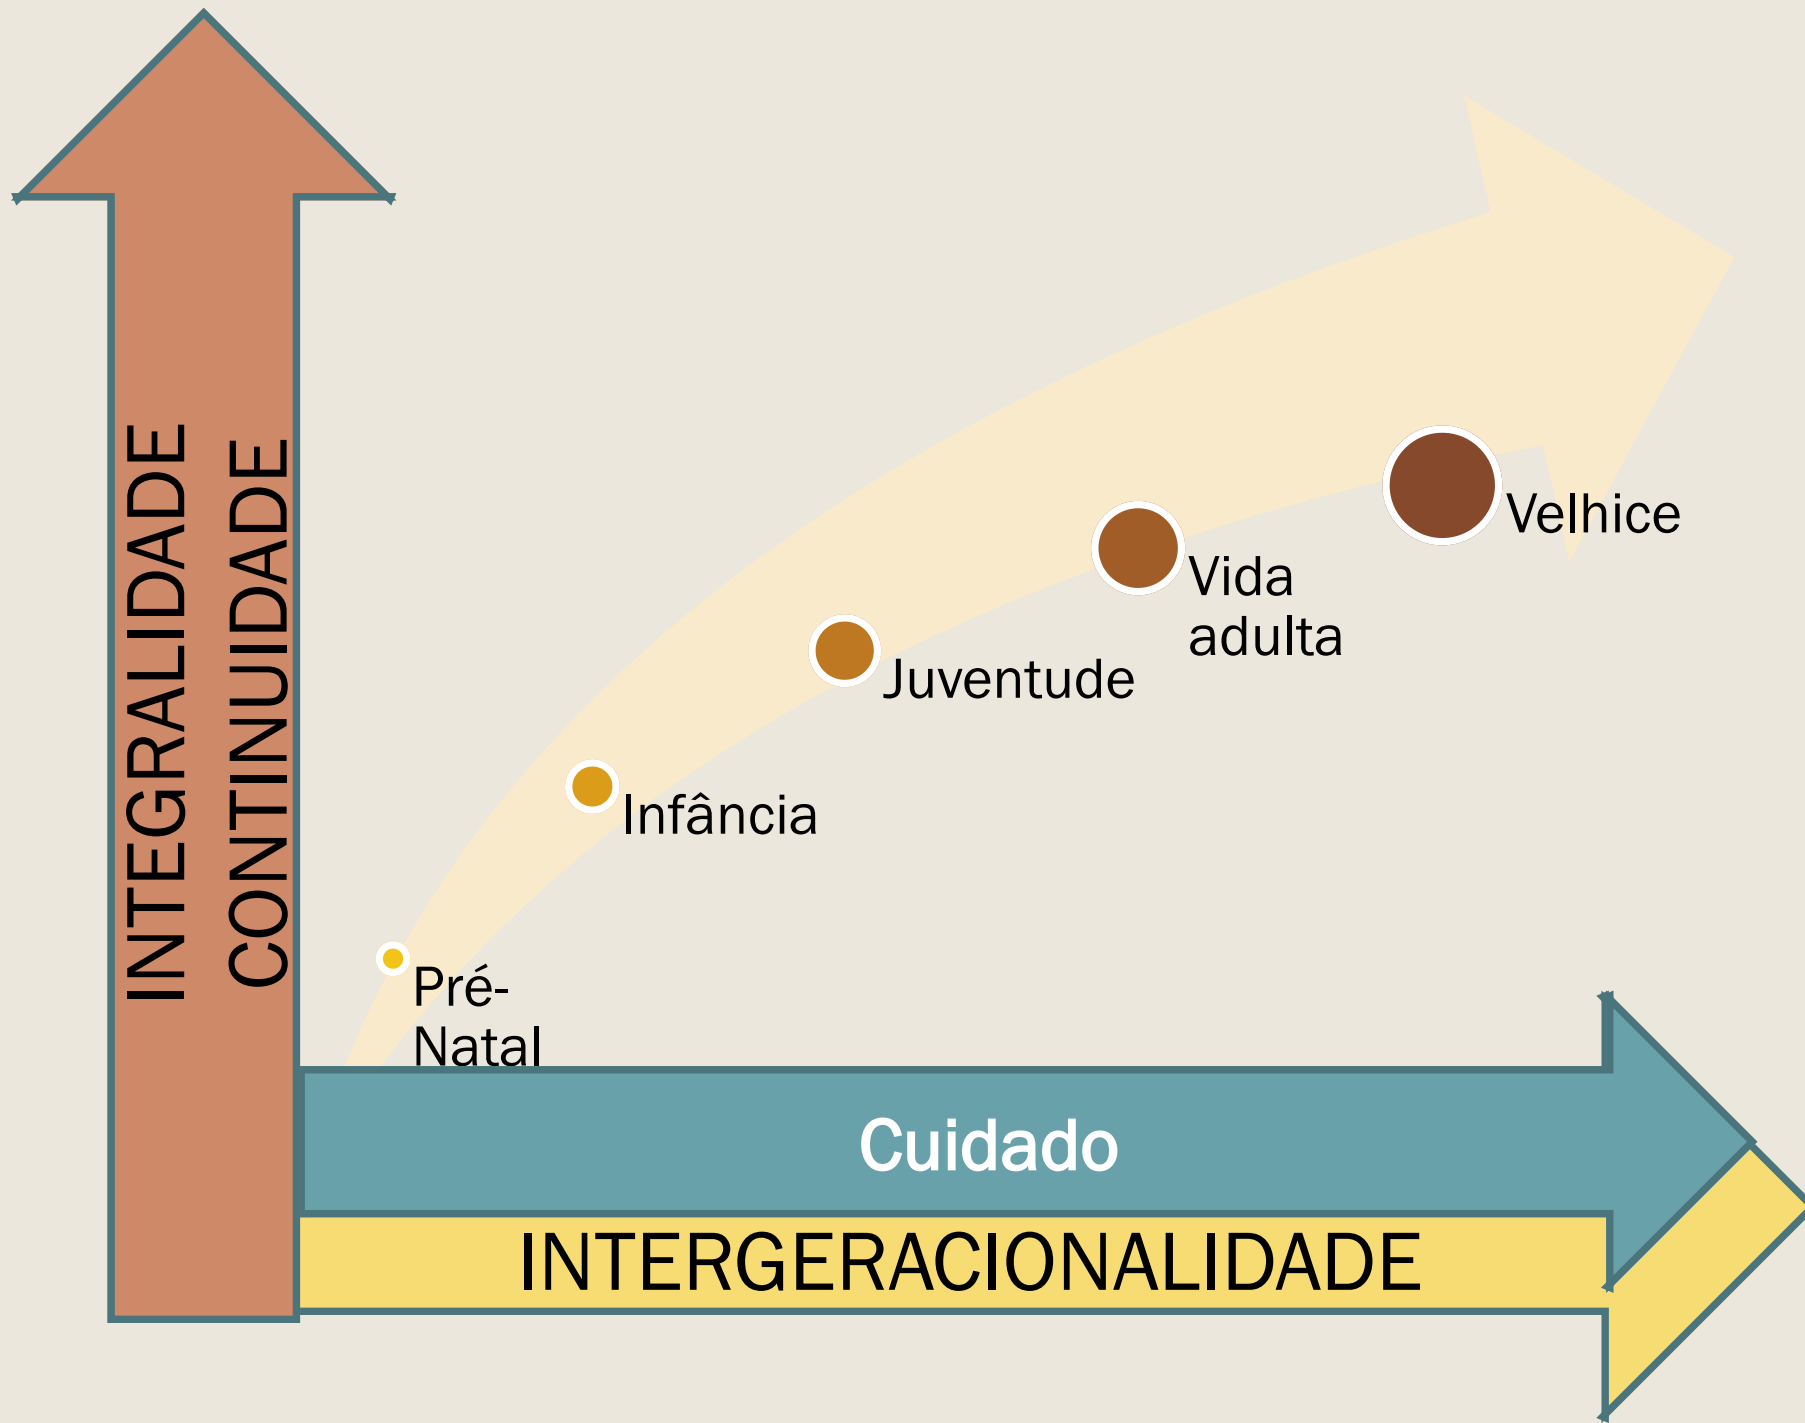 INTEGRALIDADE
CONTINUIDADE
Velhice
Vida
adulta
Juventude
Infância
Pré-
Natal
Cuidado
INTERGERACIONALIDADE